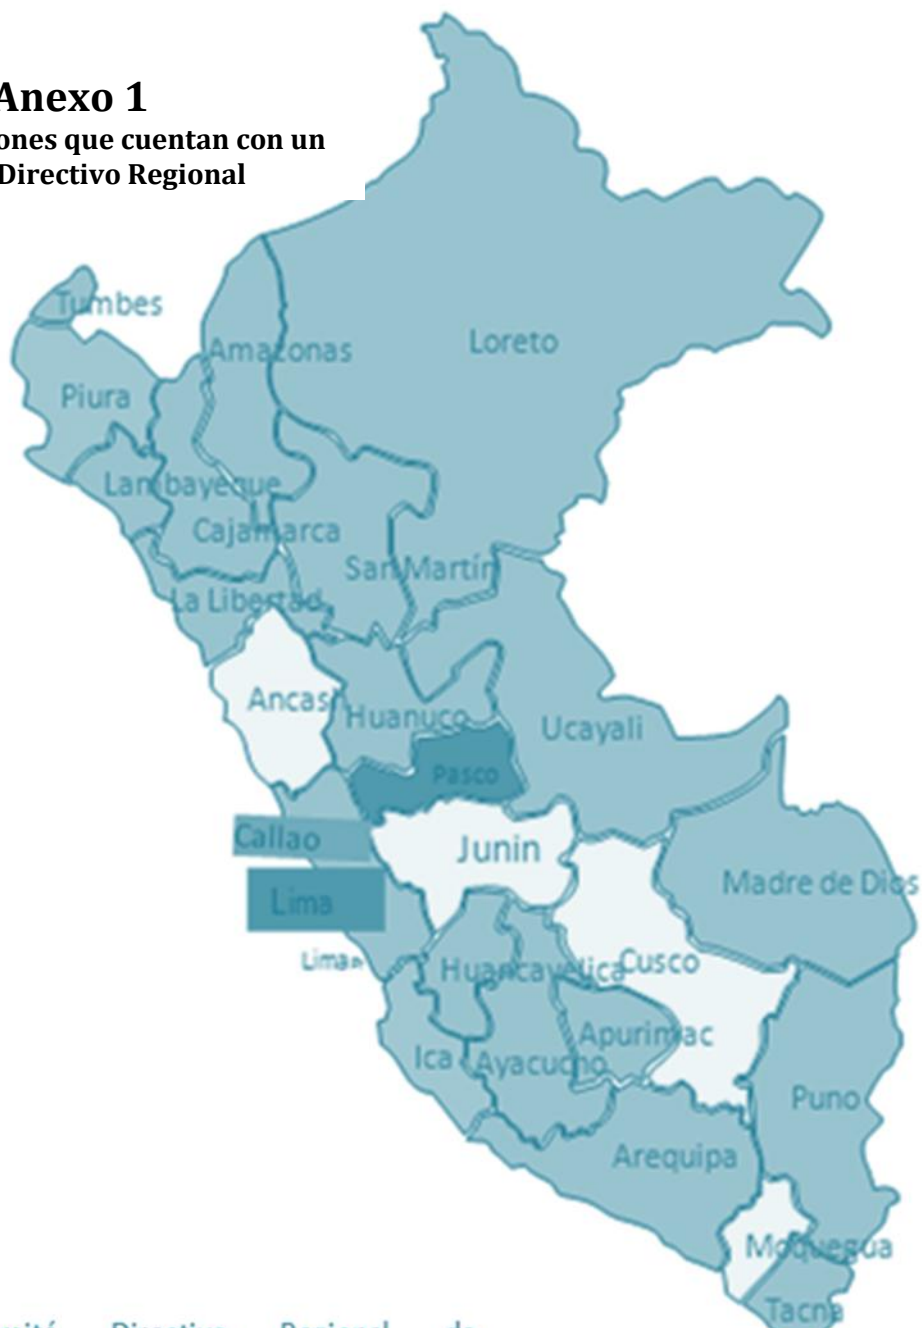 Anexo 1
ones que cuentan con un
Directivo Regional
Tumbes
Amazonas
Loreto
Piura
Lambayeque
Cajamarca
San Martín
La Libertad
Ancash
Huanuco
Ucayali
Pasco
Callao
Junin
Madre de Dios
Lima
Lima
Huancavelica
Cusco
Apurimac
Ica
Ayacucho
Puno
Arequipa
Moquegua
Tacna